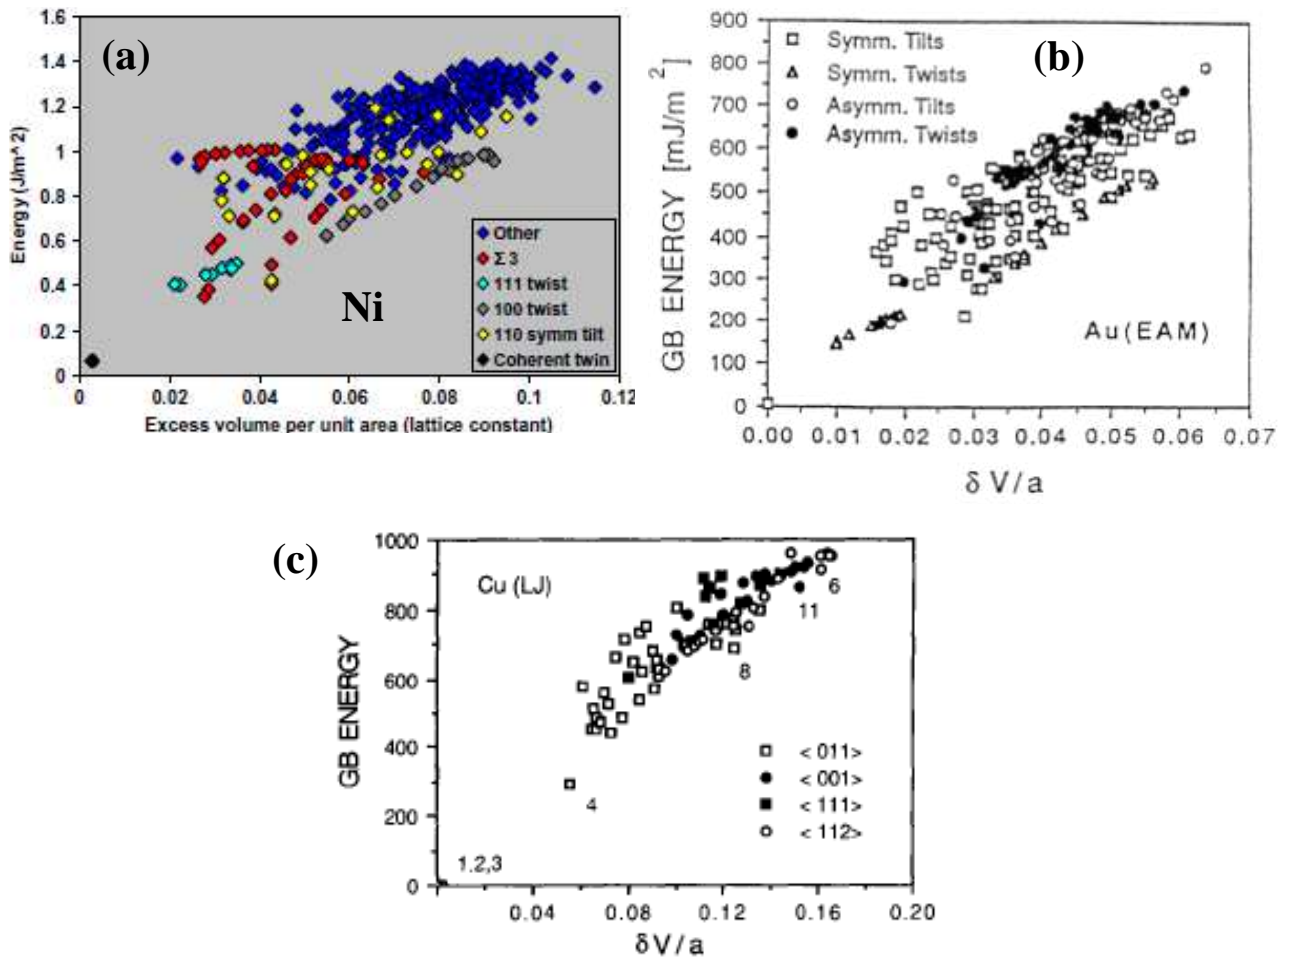 (a)
1.6
1.4
1.2
1
0.8
0.6
0.4
0.2
0
Energy (J/m^2)
Ni
Other
Σ 3
111 twist
100 twist
110 symm tilt
Coherent twin
0 0.02 0.04 0.06 0.08 0.1 0.12
Excess volume per unit area (lattice constant)
(b)
900
800
700
600
500
400
300
200
100
0
GB ENERGY [mJ/m 2]
Symm. Tilts
Symm. Twists
Asymm. Tilts
Asymm. Twists
Au (EAM)
0.00 0.01 0.02 0.03 0.04 0.05 0.06 0.07
δ V/a
(c)
1000
800
600
400
200
0
GB ENERGY
Cu (LJ)
6
11
8
4
1.2,3
< 011>
< 001>
< 111>
< 112>
0.04 0.08 0.12 0.16 0.20
δV/a